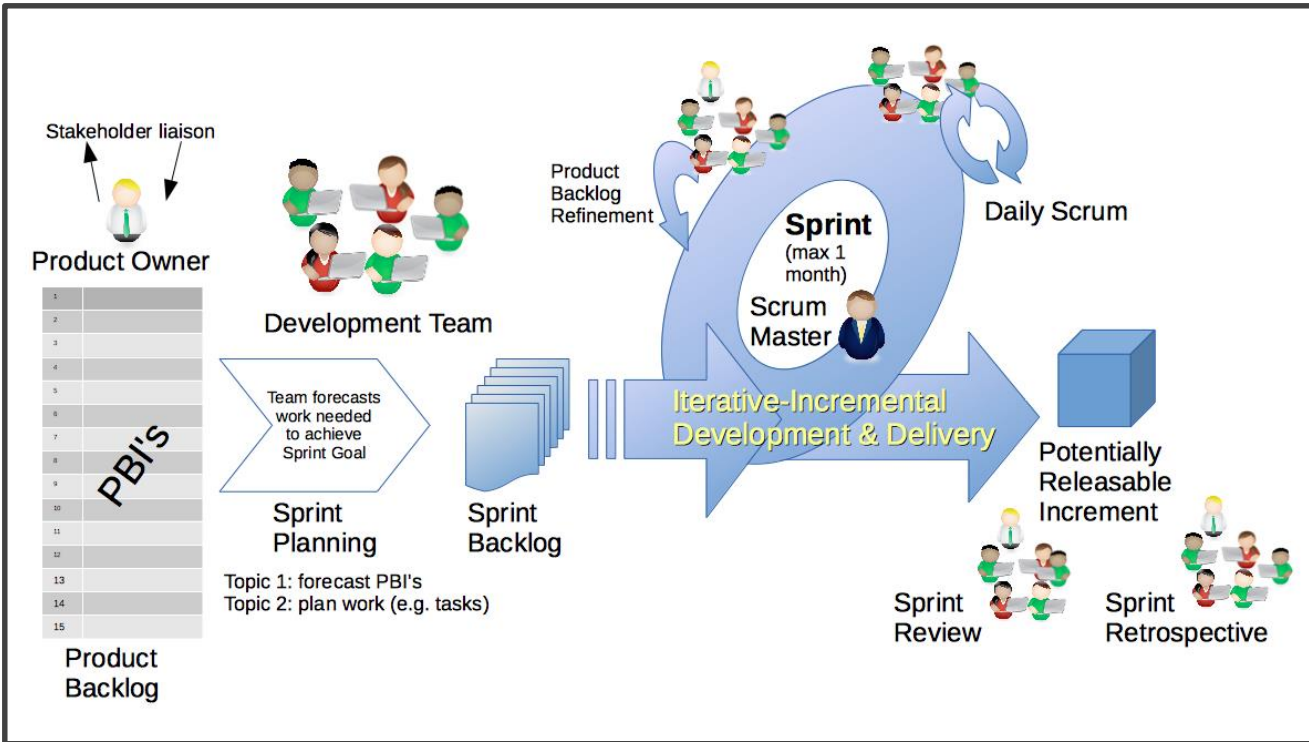 Stakeholder liaison
Product Owner
1
2
3
4
5
6
7
8
9
10
11
12
13
14
15
PBI's
Product
Backlog
Development Team
Team forecasts
work needed
to achieve
Sprint Goal
Sprint
Planning
Topic 1: forecast PBI's
Topic 2: plan work (e.g. tasks)
Sprint
Backlog
Product
Backlog
Refinement
Sprint
(max 1
month)
Scrum
Master
Daily Scrum
Iterative-Incremental
Development & Delivery
Potentially
Releasable
Increment
Sprint
Review
Sprint
Retrospective